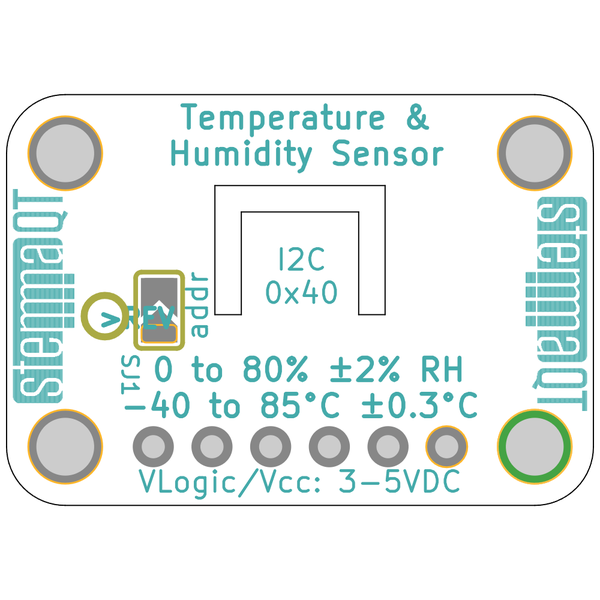 Temperature &
Humidity Sensor
stemmaQT
stemmaQT
I2C
0x40
addr
vREV
SJ1
0 to 80% ±2% RH
-40 to 85°C ±0.3°C
VLogic/Vcc: 3-5VDC